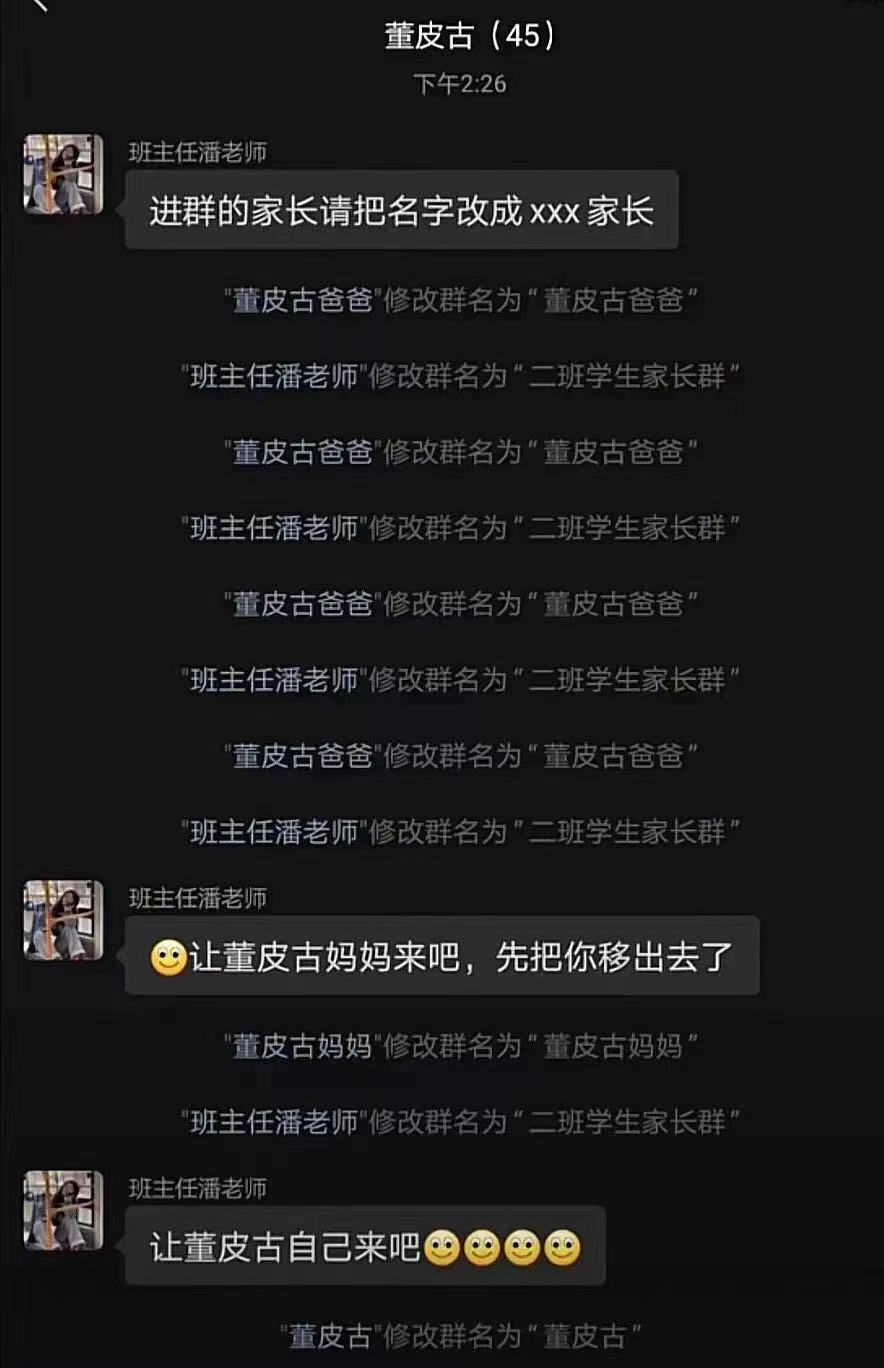 董皮古（45）
下午2:26
班主任潘老师
进群的家长请把名字改成 xxx 家长
"董皮古爸爸"修改群名为“董皮古爸爸”
"班主任潘老师"修改群名为“二班学生家长群”
"董皮古爸爸"修改群名为“董皮古爸爸”
"班主任潘老师"修改群名为“二班学生家长群”
"董皮古爸爸"修改群名为“董皮古爸爸”
"班主任潘老师"修改群名为“二班学生家长群”
"董皮古爸爸"修改群名为“董皮古爸爸”
"班主任潘老师"修改群名为“二班学生家长群”
班主任潘老师
🙂让董皮古妈妈来吧，先把你移出去了
"董皮古妈妈"修改群名为“董皮古妈妈”
"班主任潘老师"修改群名为“二班学生家长群”
班主任潘老师
让董皮古自己来吧🙂🙂🙂🙂
"董皮古"修改群名为“董皮古”